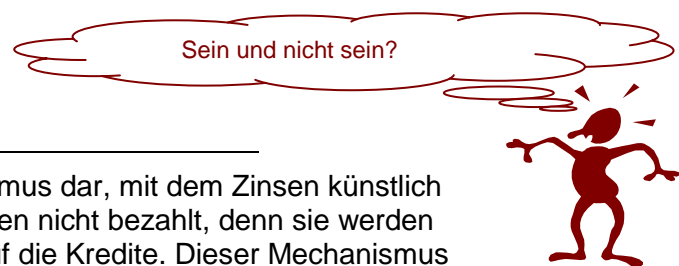 Sein und nicht sein?
mus dar, mit dem Zinsen künstlich
en nicht bezahlt, denn sie werden
uf die Kredite. Dieser Mechanismus